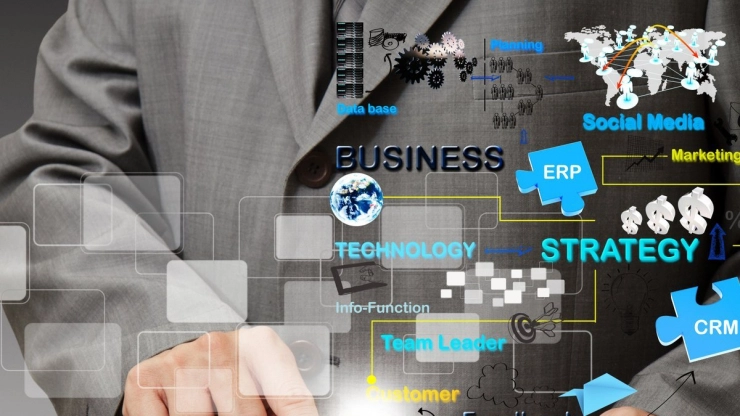 Planning
Data base
Social Media
BUSINESS
ERP
Marketing
TECHNOLOGY
STRATEGY
%
Info-Function
CRM
Team Leader
Customer